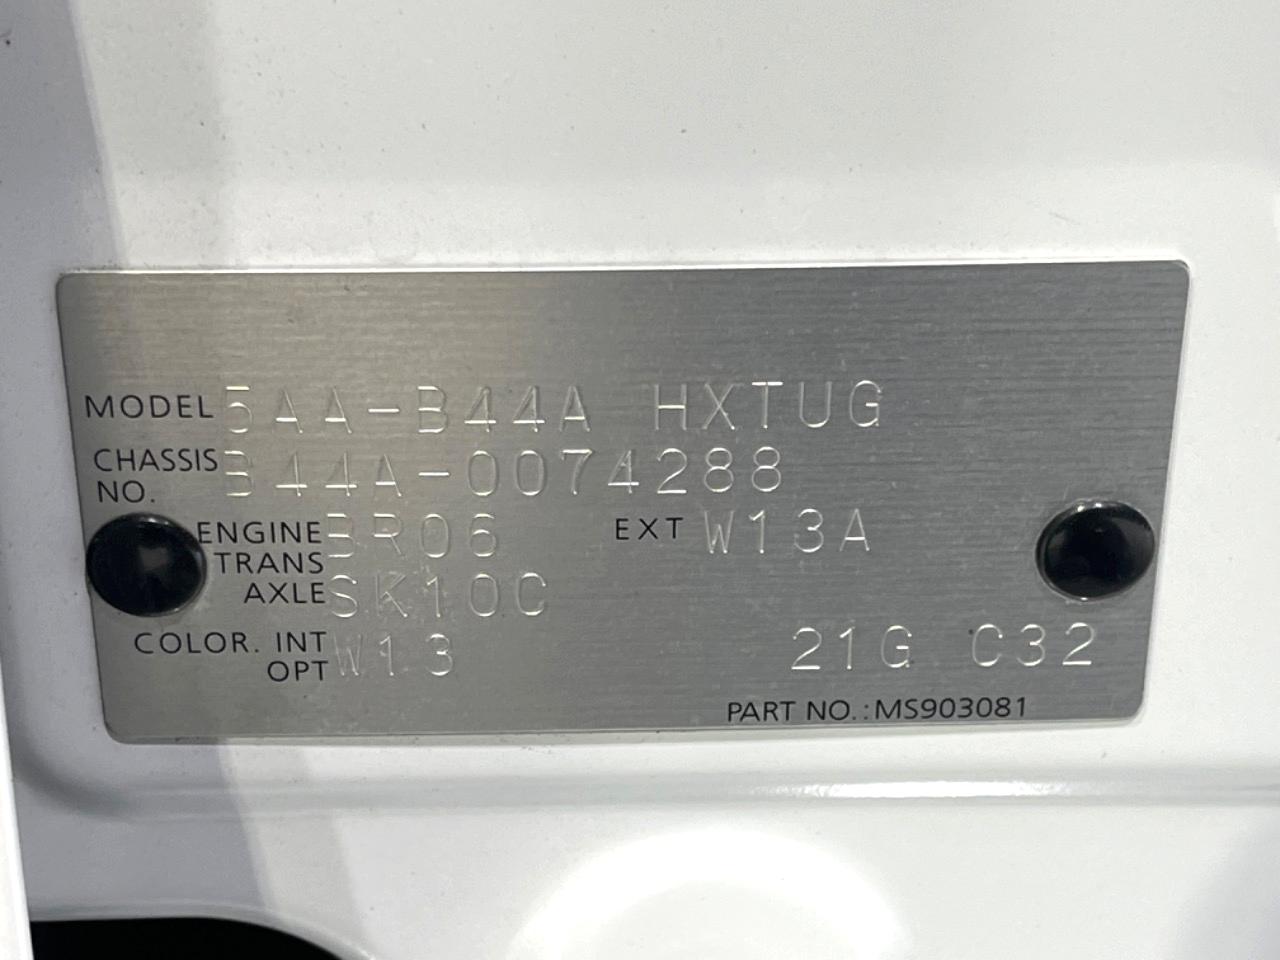 MODEL 5AA-B44A HXTUG
CHASSIS NO. B44A-0074288
ENGINE BR06 EXT W13A
TRANS AXLE SK10C
COLOR. INT W13 21G C32
OPT
PART NO.:MS903081